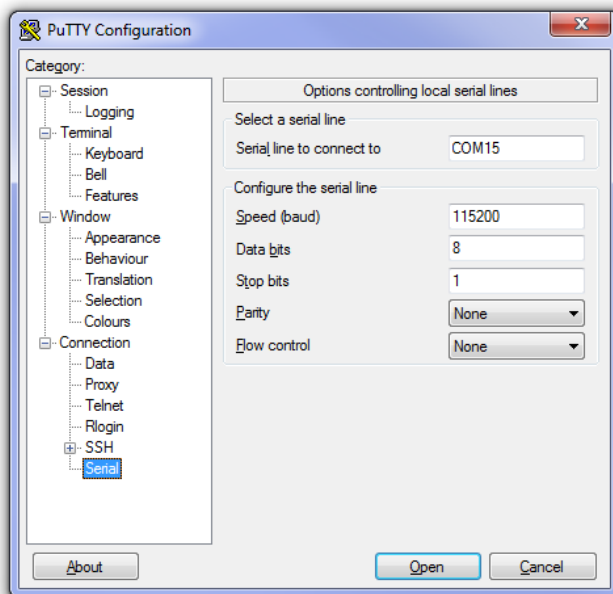 PuTTY Configuration
Category:
Session
Logging
Terminal
Keyboard
Bell
Features
Window
Appearance
Behaviour
Translation
Selection
Colours
Connection
Data
Proxy
Telnet
Rlogin
SSH
Serial
Options controlling local serial lines
Select a serial line
Serial line to connect to COM15
Configure the serial line
Speed (baud) 115200
Data bits 8
Stop bits 1
Parity None
Flow control None
About Open Cancel